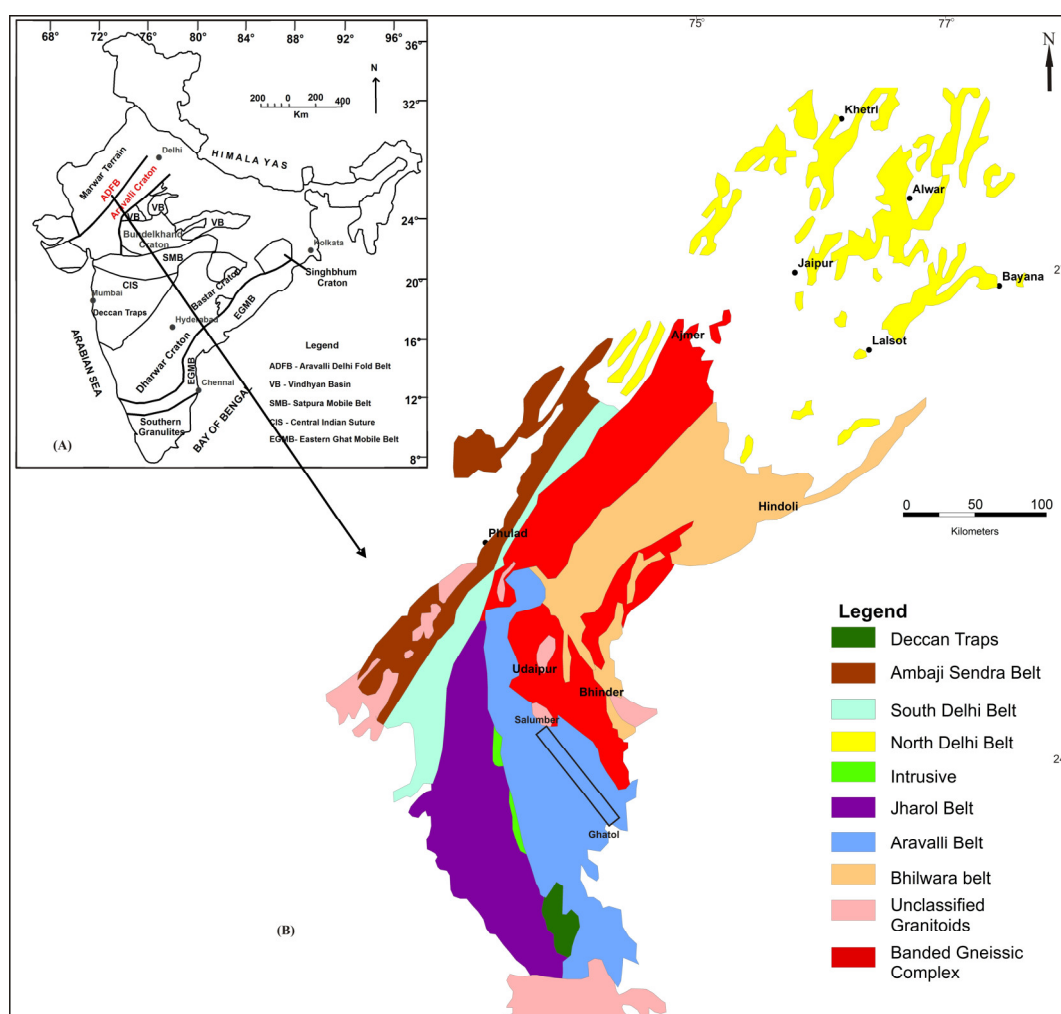 68° 72° 76° 80° 84° 88° 92° 96°
36°
32°
28°
24°
20°
16°
12°
8°
N
200 0 200 400
Km
Delhi
HIMALAYAS
Marwar Terrain
ADFB
Aravalli Craton
VB
VB
VB
Bundelkhand
Craton
SMB
CIS
Kolkata
Singhbhum
Craton
Mumbai
Deccan Traps
Bastar Craton
EGMB
Hyderabad
Dharwar Craton
EGMB
Chennai
ARABIAN SEA
BAY OF BENGAL
Southern
Granulites
Legend
ADFB - Aravalli Delhi Fold Belt
VB - Vindhyan Basin
SMB- Satpura Mobile Belt
CIS - Central Indian Suture
EGMB- Eastern Ghat Mobile Belt
(A)
75° 77°
N
Khetri
Alwar
Jaipur
2
Bayana
Lalsot
Ajmer
Hindoli
0 50 100
Kilometers
Phulad
Udaipur
Bhinder
Salumber
Ghatol
24
(B)
Legend
Deccan Traps
Ambaji Sendra Belt
South Delhi Belt
North Delhi Belt
Intrusive
Jharol Belt
Aravalli Belt
Bhilwara belt
Unclassified
Granitoids
Banded Gneissic
Complex